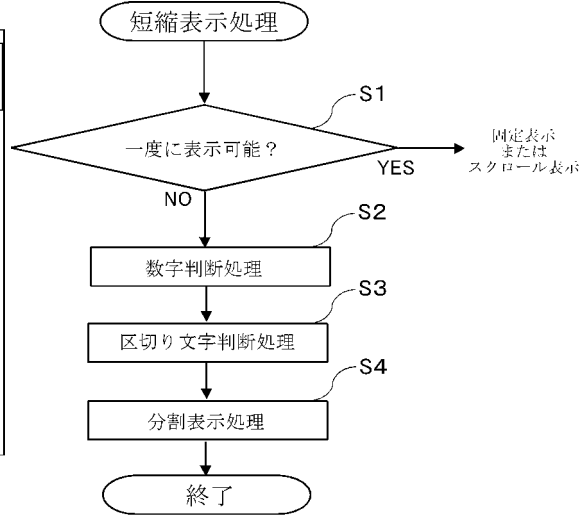 短縮表示処理
S1
一度に表示可能？
YES
固定表示
または
スクロール表示
NO
S2
数字判断処理
S3
区切り文字判断処理
S4
分割表示処理
終了